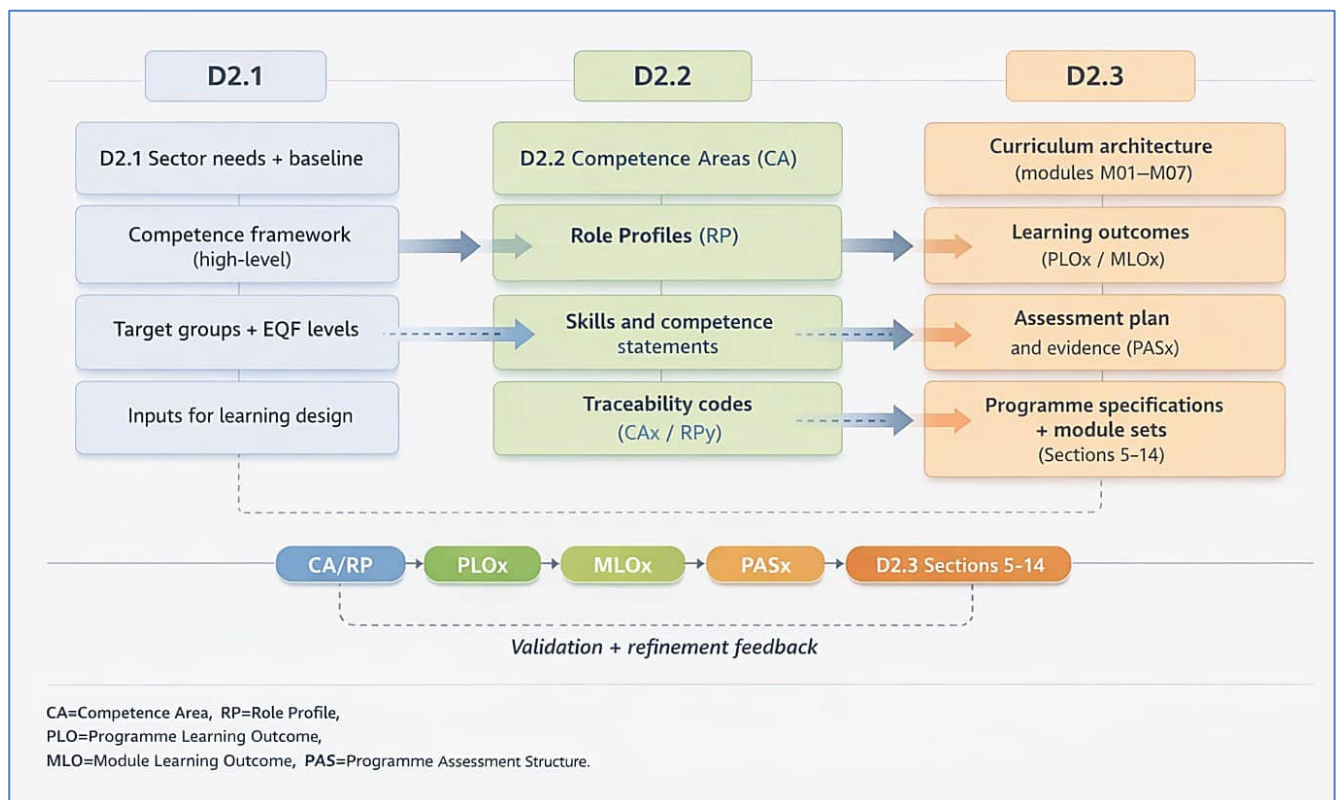 D2.1
D2.2
D2.3
D2.1 Sector needs + baseline
Competence framework
(high-level)
Target groups + EQF levels
Inputs for learning design
D2.2 Competence Areas (CA)
Role Profiles (RP)
Skills and competence
statements
Traceability codes
(CAx / RPy)
Curriculum architecture
(modules M01—M07)
Learning outcomes
(PLOx / MLOx)
Assessment plan
and evidence (PASx)
Programme specifications
+ module sets
(Sections 5–14)
CA/RP
PLOx
MLOx
PASx
D2.3 Sections 5-14
Validation + refinement feedback
CA=Competence Area, RP=Role Profile,
PLO=Programme Learning Outcome,
MLO=Module Learning Outcome, PAS=Programme Assessment Structure.